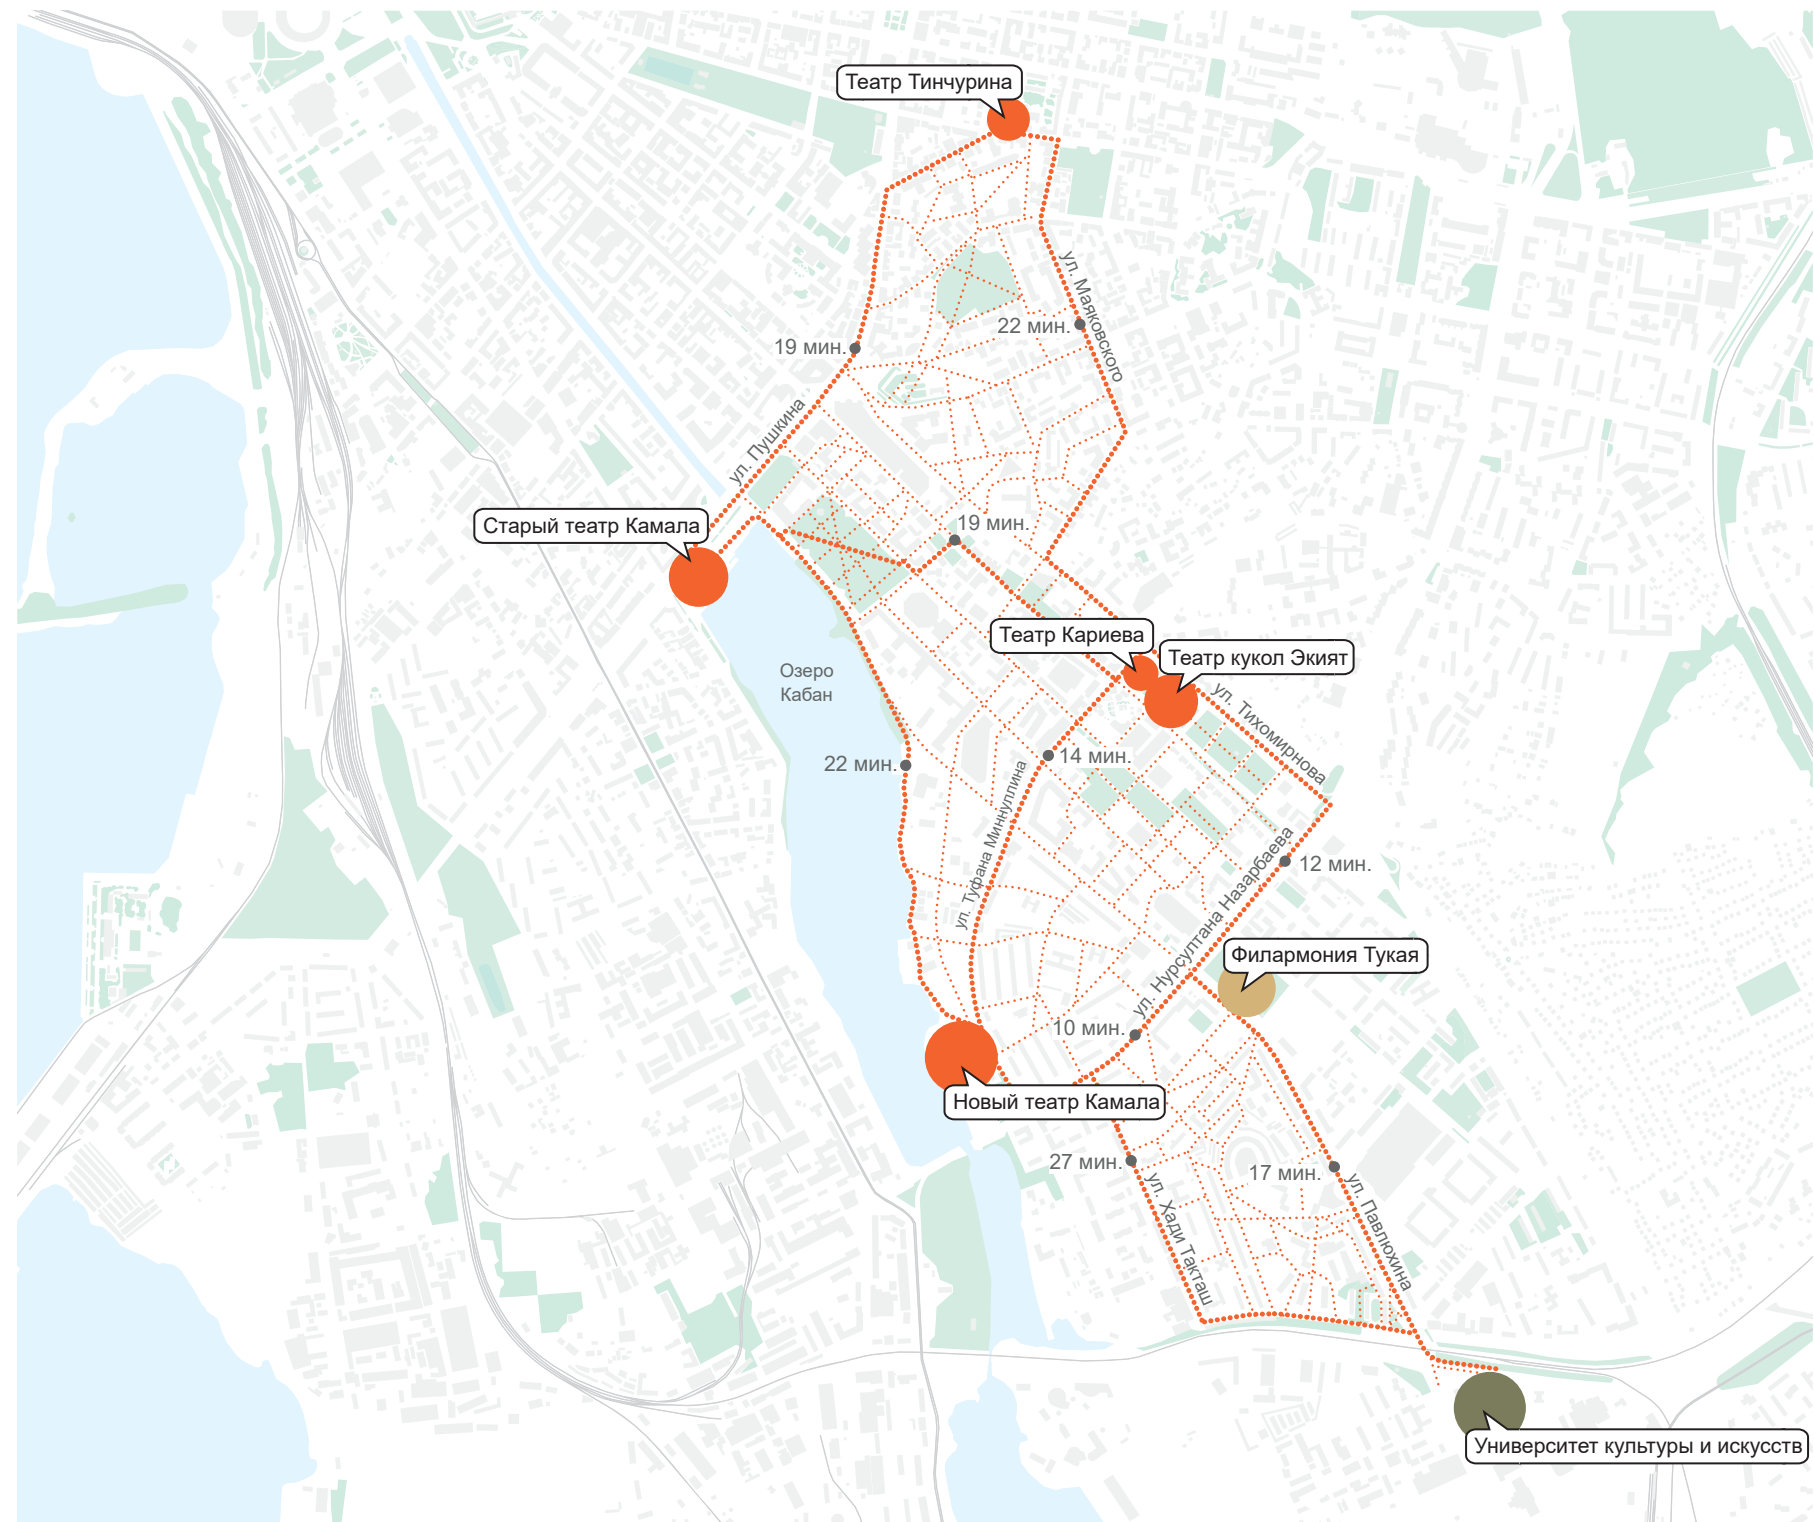 Театр Тинчурина
ул. Маяковского
22 мин.
19 мин.
ул. Пушкина
Старый театр Камала
19 мин.
Театр Кариева
Театр кукол Экият
Озеро
Кабан
ул. Тихомирнова
22 мин.
14 мин.
ул. Туфана Миннуллина
ул. Нурсултана Назарбаева
12 мин.
Филармония Тукая
10 мин.
Новый театр Камала
27 мин.
17 мин.
ул. Хади Такташ
ул. Павлюхина
Университет культуры и искусств